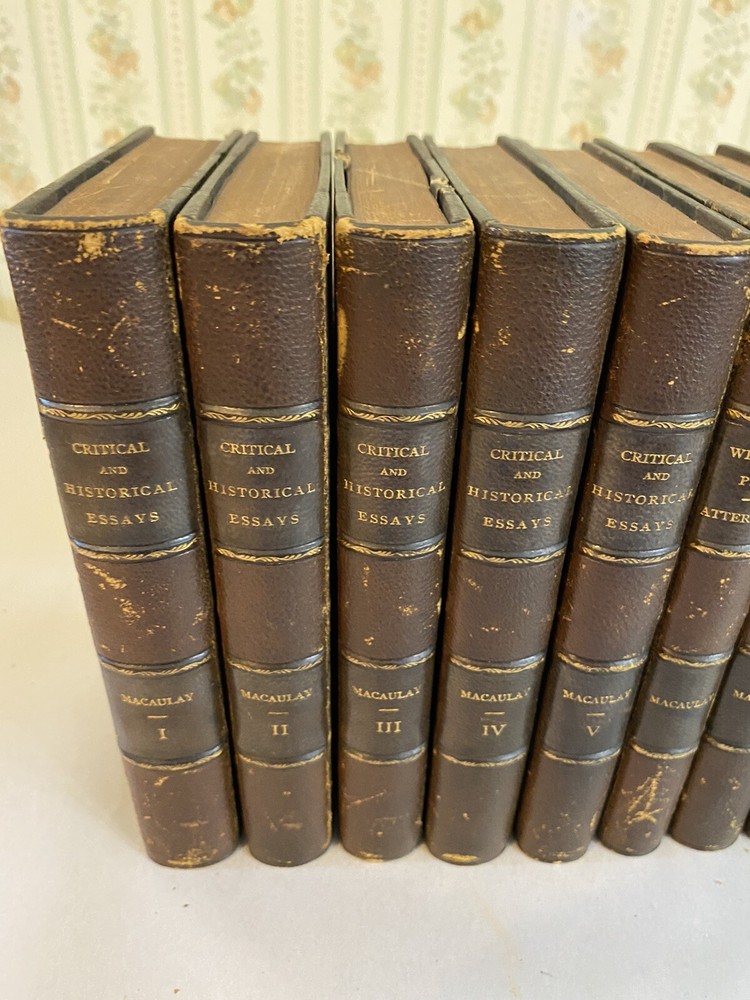 CRITICAL
AND
HISTORICAL
ESSAYS
MACAULAY
I
CRITICAL
AND
HISTORICAL
ESSAYS
MACAULAY
II
CRITICAL
AND
HISTORICAL
ESSAYS
MACAULAY
III
CRITICAL
AND
HISTORICAL
ESSAYS
MACAULAY
IV
CRITICAL
AND
HISTORICAL
ESSAYS
MACAULAY
V
MACAULAY